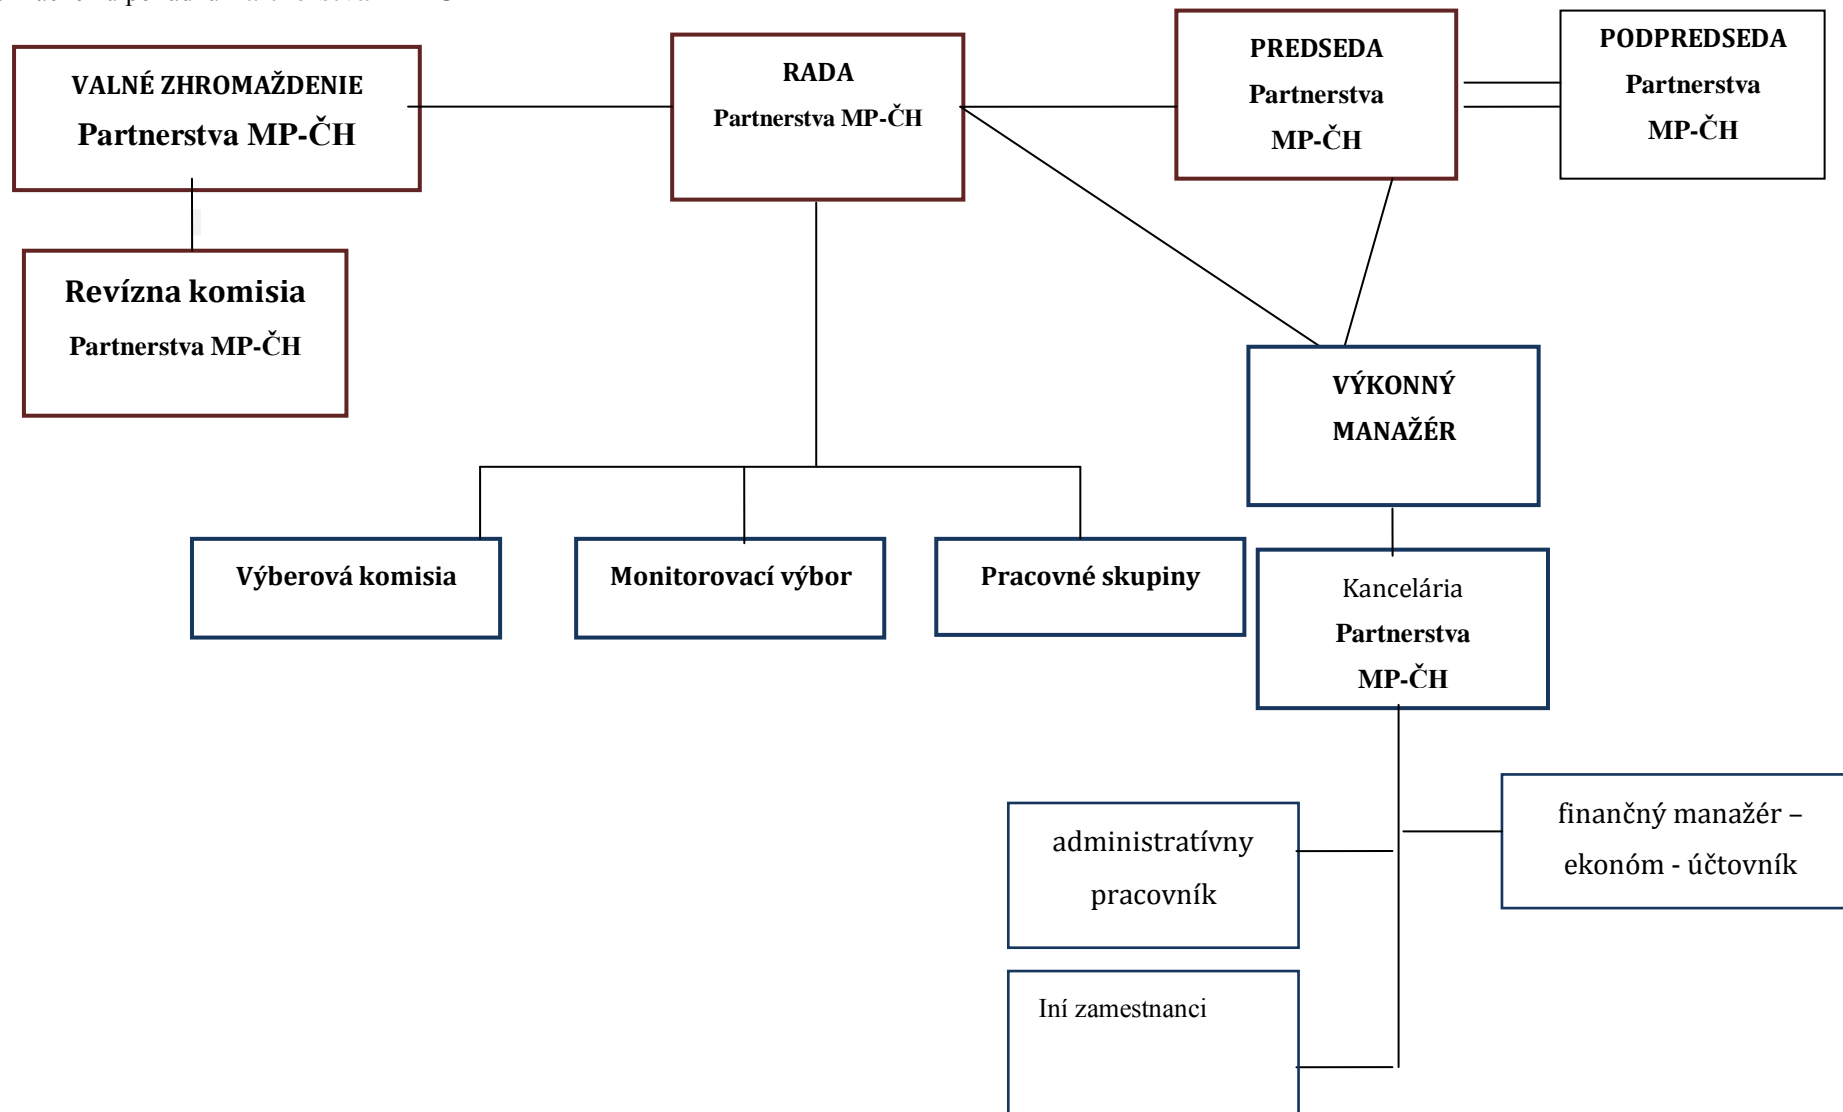 VALNÉ ZHROMAŽDENIE
Partnerstva MP-ČH
RADA
Partnerstva MP-ČH
PREDSEDA
Partnerstva
MP-ČH
PODPREDSEDA
Partnerstva
MP-ČH
Revízna komisia
Partnerstva MP-ČH
VÝKONNÝ
MANAŽÉR
Výberová komisia
Monitorovací výbor
Pracovné skupiny
Kancelária
Partnerstva
MP-ČH
administratívny
pracovník
finančný manažér –
ekonóm - účtovník
Iní zamestnanci